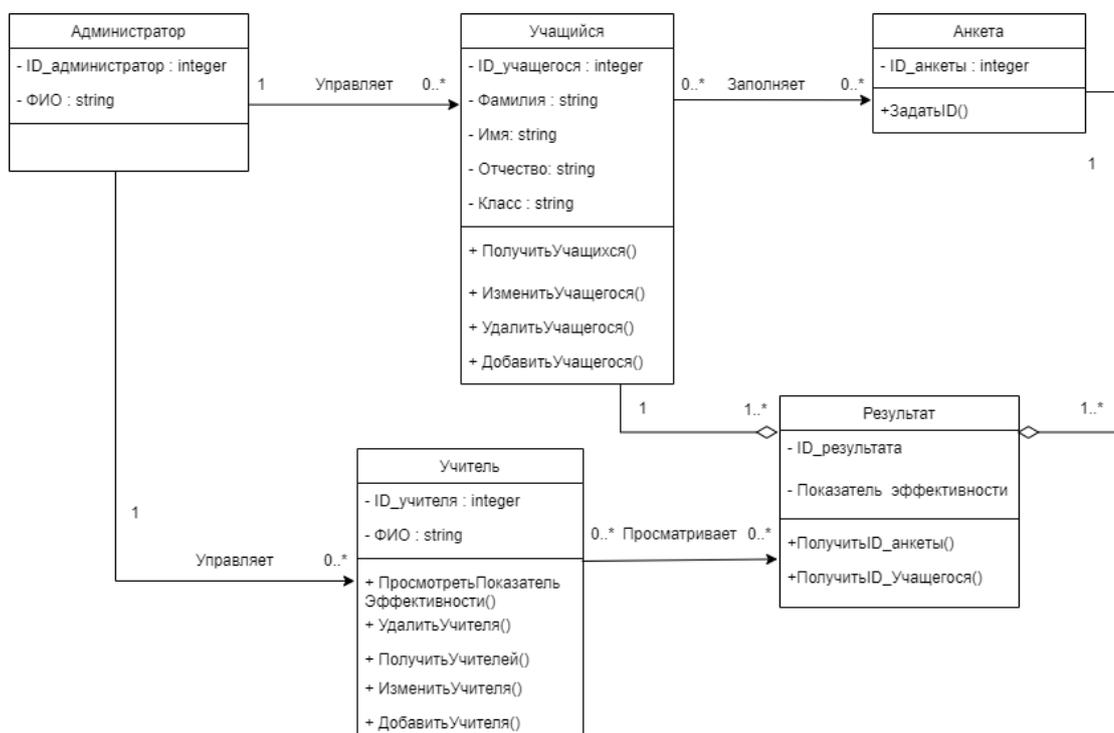 Администратор
- ID_администратор : integer
- ФИО : string
1
Управляет
0..*
Учащийся
- ID_учащегося : integer
- Фамилия : string
- Имя: string
- Отчество: string
- Класс : string
+ ПолучитьУчащихся()
+ ИзменитьУчащегося()
+ УдалитьУчащегося()
+ ДобавитьУчащегося()
0..*
Заполняет
0..*
Анкета
- ID_анкеты : integer
+ЗадатьID()
1
1
1..*
Результат
- ID_результата
- Показатель эффективности
+ПолучитьID_анкеты()
+ПолучитьID_Учащегося()
1..*
1
Управляет
0..*
Учитель
- ID_учителя : integer
- ФИО : string
+ ПросмотретьПоказатель
Эффективности()
+ УдалитьУчителя()
+ ПолучитьУчителей()
+ ИзменитьУчителя()
+ ДобавитьУчителя()
0..*
Просматривает
0..*